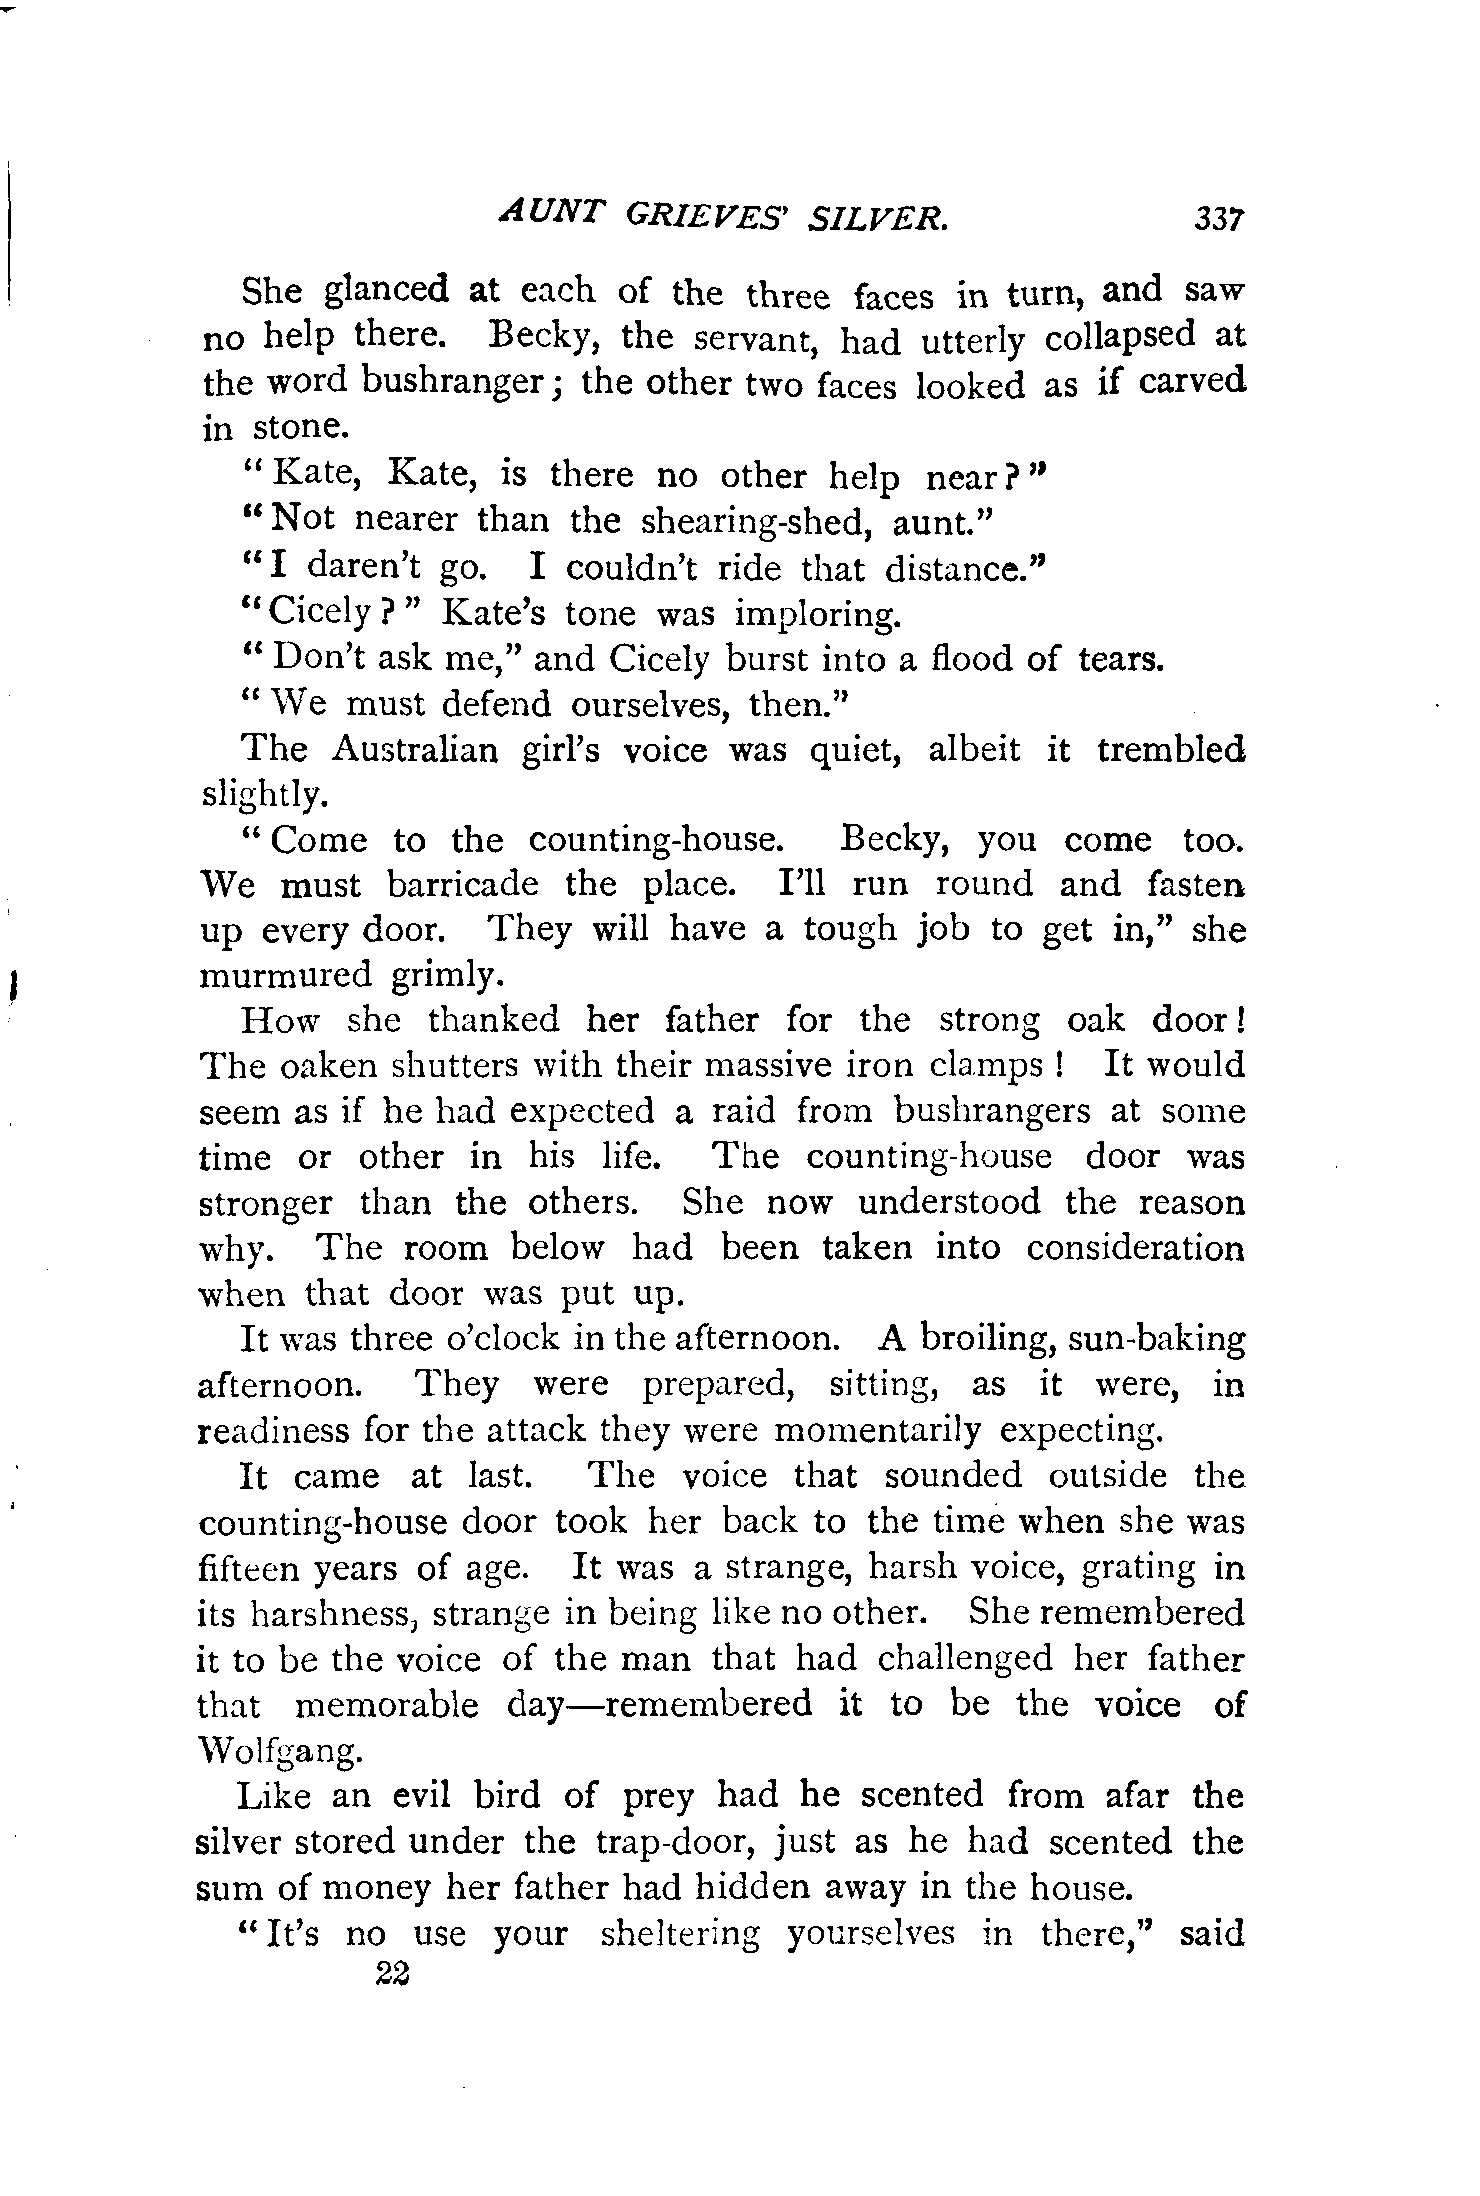 AUNT GRIEVES' SILVER. 337
She glanced at each of the three faces in turn, and saw
no help there. Becky, the servant, had utterly collapsed at
the word bushranger; the other two faces looked as if carved
in stone.
"Kate, Kate, is there no other help near?"
"Not nearer than the shearing-shed, aunt."
"I daren't go. I couldn't ride that distance."
"Cicely?" Kate's tone was imploring.
"Don't ask me," and Cicely burst into a flood of tears.
"We must defend ourselves, then."
The Australian girl's voice was quiet, albeit it trembled
slightly.
"Come to the counting-house. Becky, you come too.
We must barricade the place. I'll run round and fasten
up every door. They will have a tough job to get in," she
murmured grimly.
How she thanked her father for the strong oak door!
The oaken shutters with their massive iron clamps! It would
seem as if he had expected a raid from bushrangers at some
time or other in his life. The counting-house door was
stronger than the others. She now understood the reason
why. The room below had been taken into consideration
when that door was put up.
It was three o'clock in the afternoon. A broiling, sun-baking
afternoon. They were prepared, sitting, as it were, in
readiness for the attack they were momentarily expecting.
It came at last. The voice that sounded outside the
counting-house door took her back to the time when she was
fifteen years of age. It was a strange, harsh voice, grating in
its harshness, strange in being like no other. She remembered
it to be the voice of the man that had challenged her father
that memorable day—remembered it to be the voice of
Wolfgang.
Like an evil bird of prey had he scented from afar the
silver stored under the trap-door, just as he had scented the
sum of money her father had hidden away in the house.
"It's no use your sheltering yourselves in there," said
22